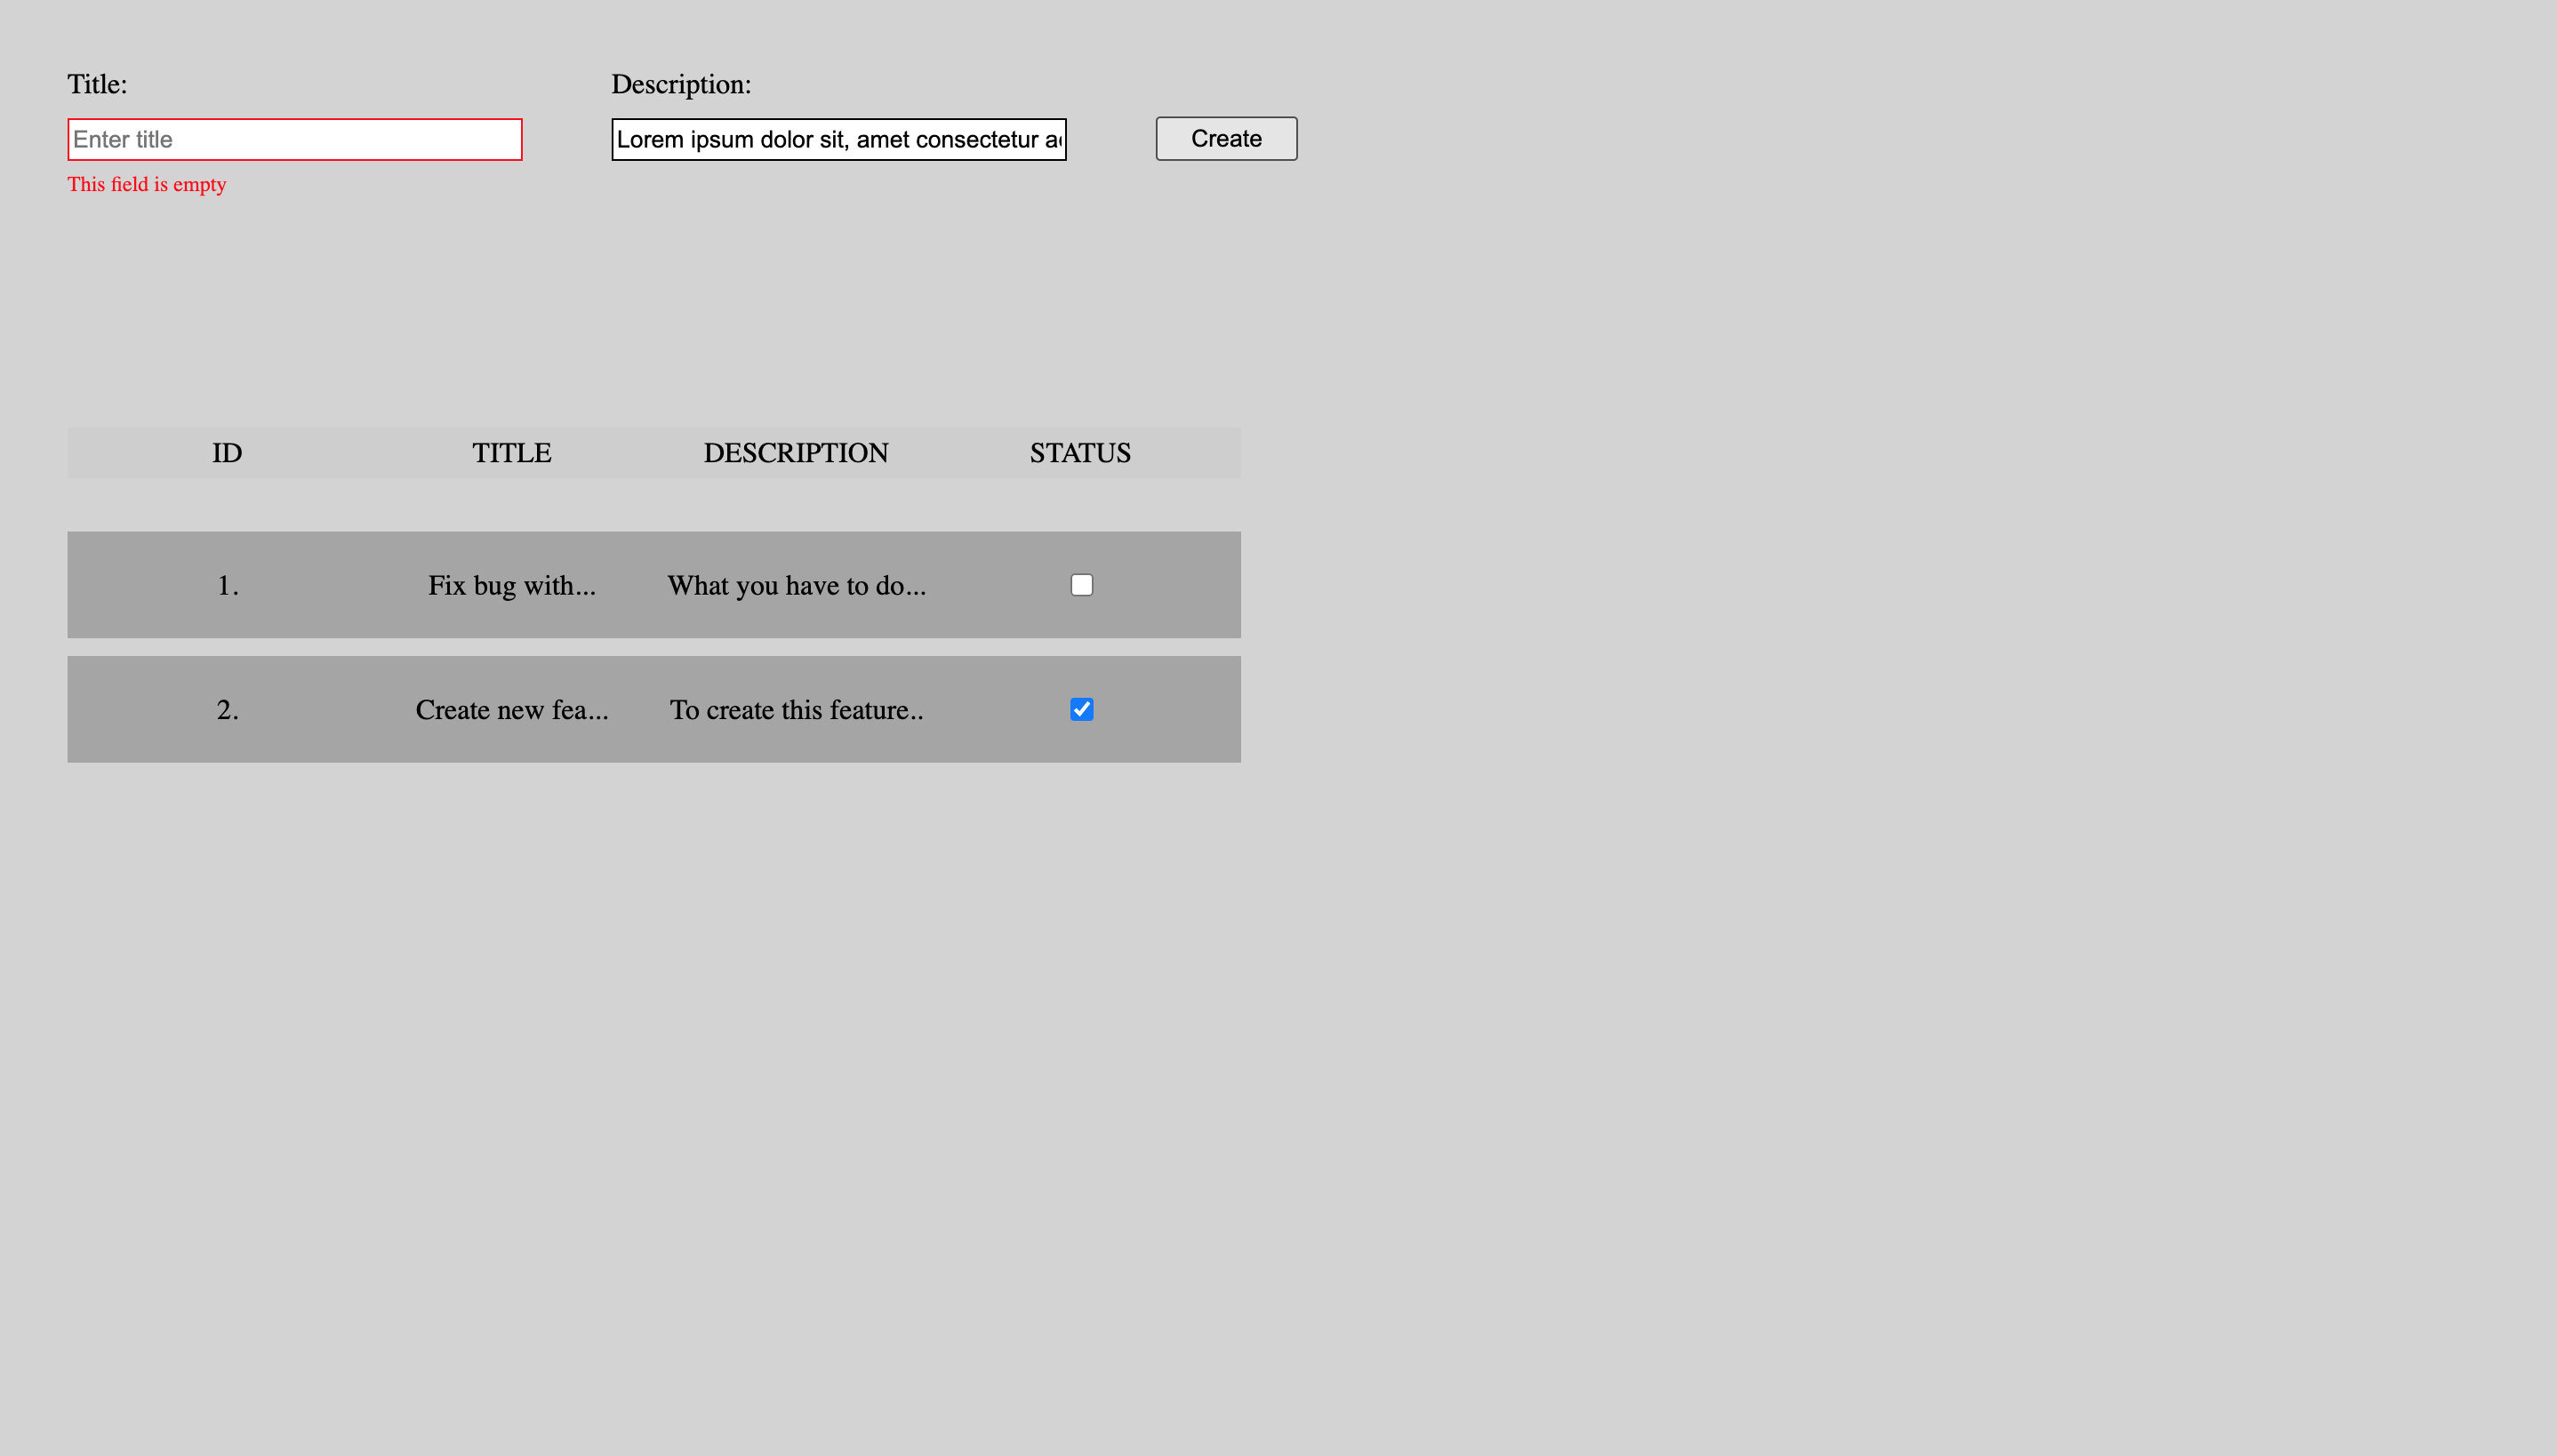 Title:
Description:
Enter title
Lorem ipsum dolor sit, amet consectetur
Create
This field is empty
ID TITLE DESCRIPTION STATUS
1. Fix bug with... What you have to do...
2. Create new fea... To create this feature..